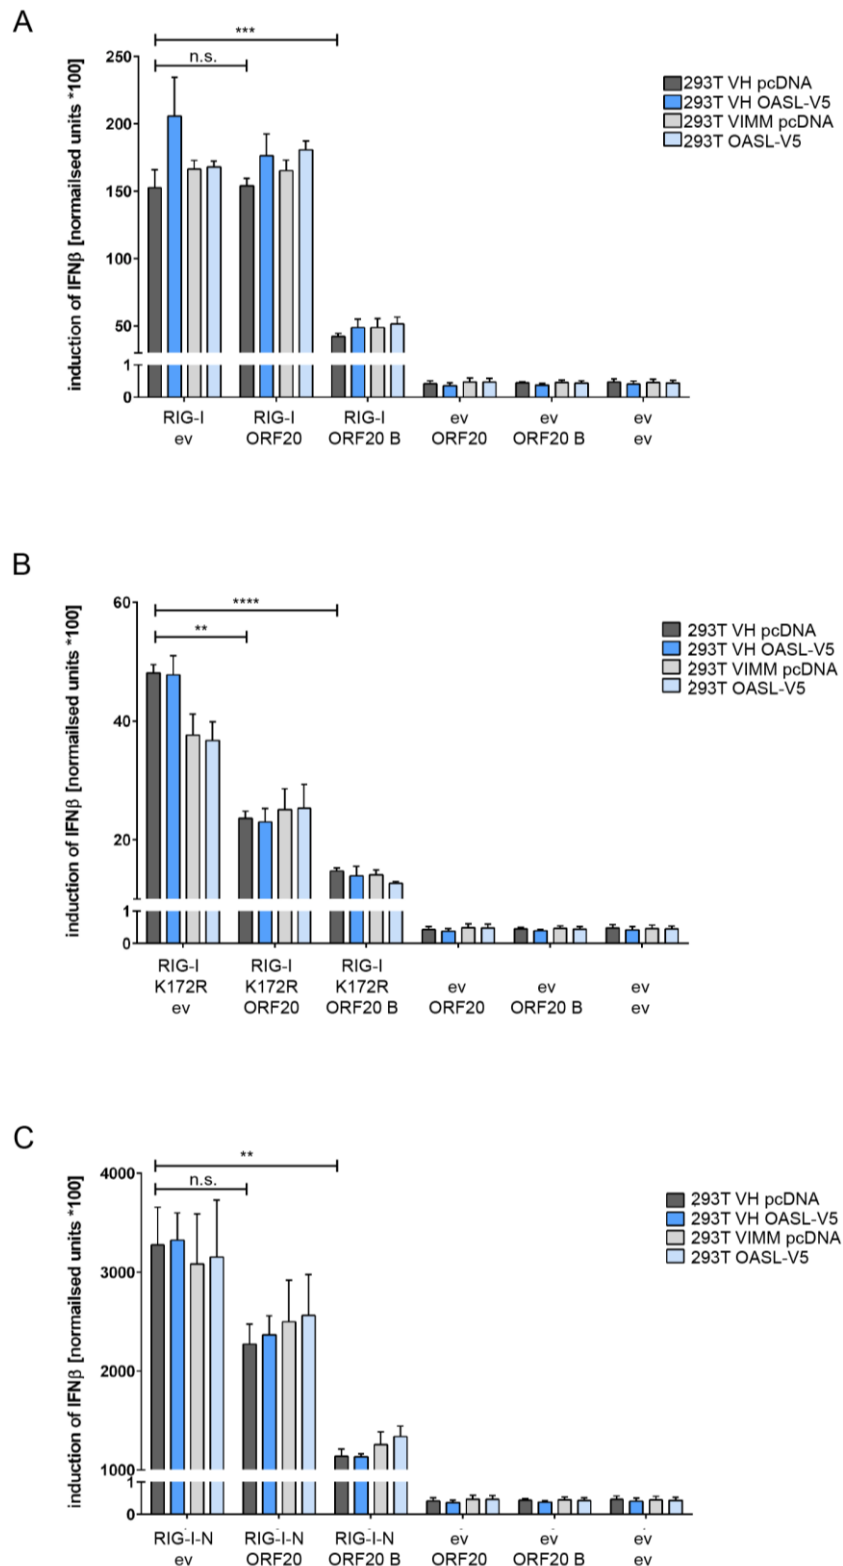 A
***
n.s.
250
200
150
100
50
1
0
induction of IFNβ [normailsed units *100]
293T VH pcDNA
293T VH OASL-V5
293T VIMM pcDNA
293T OASL-V5
RIG-I RIG-I RIG-I ev ev ev
ev ORF20 ORF20 B ORF20 ORF20 B ev
B
****
**
60
40
20
1
0
induction of IFNβ [normailsed units *100]
293T VH pcDNA
293T VH OASL-V5
293T VIMM pcDNA
293T OASL-V5
RIG-I RIG-I RIG-I
K172R K172R K172R ev ev ev
ev ORF20 ORF20 B ORF20 ORF20 B ev
C
**
n.s.
4000
3000
2000
1000
1
0
induction of IFNβ [normailsed units *100]
293T VH pcDNA
293T VH OASL-V5
293T VIMM pcDNA
293T OASL-V5
RIG-I-N RIG-I-N RIG-I-N ev ev ev
ev ORF20 ORF20 B ORF20 ORF20 B ev